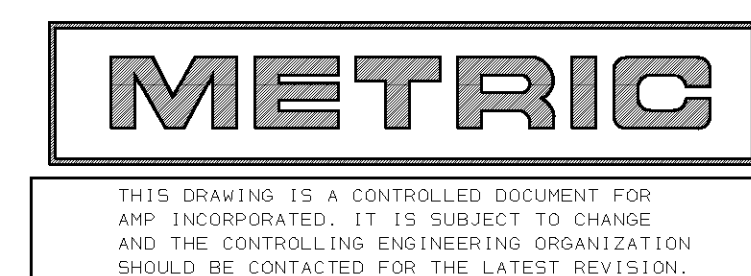 METRIC
THIS DRAWING IS A CONTROLLED DOCUMENT FOR
AMP INCORPORATED. IT IS SUBJECT TO CHANGE
AND THE CONTROLLING ENGINEERING ORGANIZATION
SHOULD BE CONTACTED FOR THE LATEST REVISION.